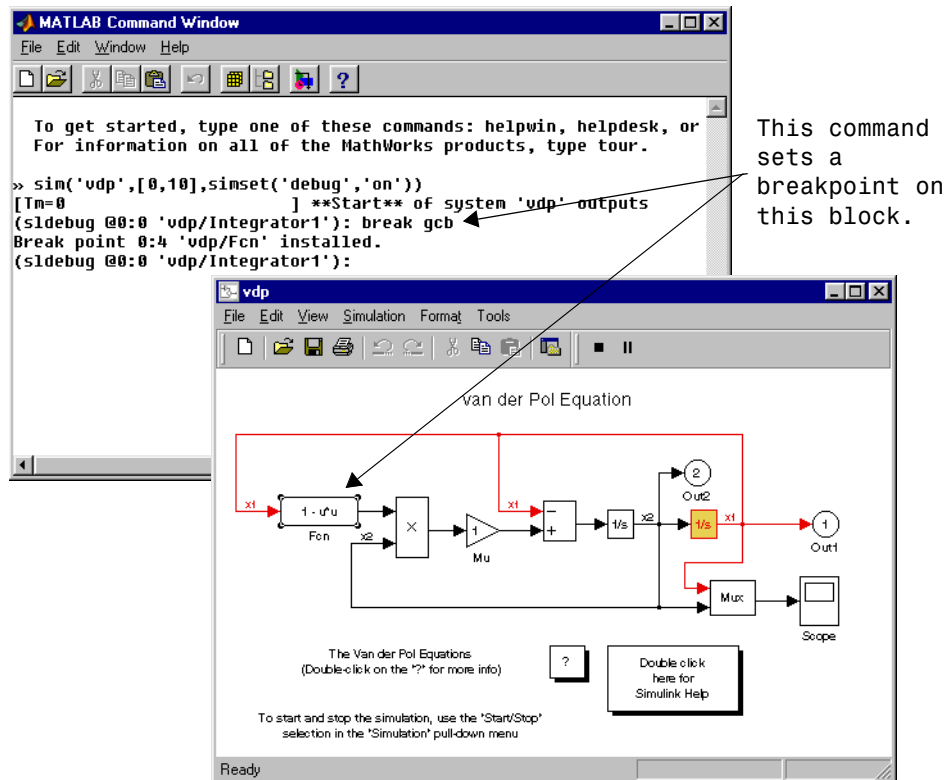 MATLAB Command Window
File Edit Window Help
?
To get started, type one of these commands: helpwin, helpdesk, or
For information on all of the MathWorks products, type tour.
» sim('vdp',[0,10],simset('debug','on'))
[Tm=0 ] **Start** of system 'vdp' outputs
(sldebug @0:0 'vdp/Integrator1'): break gcb
Break point 0:4 'vdp/Fcn' installed.
(sldebug @0:0 'vdp/Integrator1'):
This command
sets a
breakpoint on
this block.
vdp
File Edit View Simulation Format Tools
van der Pol Equation
x1
1 - u*u
Fcn
x2
×
1
Mu
x1
−
+
1/s
x2
1/s
x1
2
Out2
1
Out1
Mux
Scope
The Van der Pol Equations
(Double-click on the "?" for more info)
?
Double click
here for
Simulink Help
To start and stop the simulation, use the "Start/Stop"
selection in the "Simulation" pull-down menu
Ready